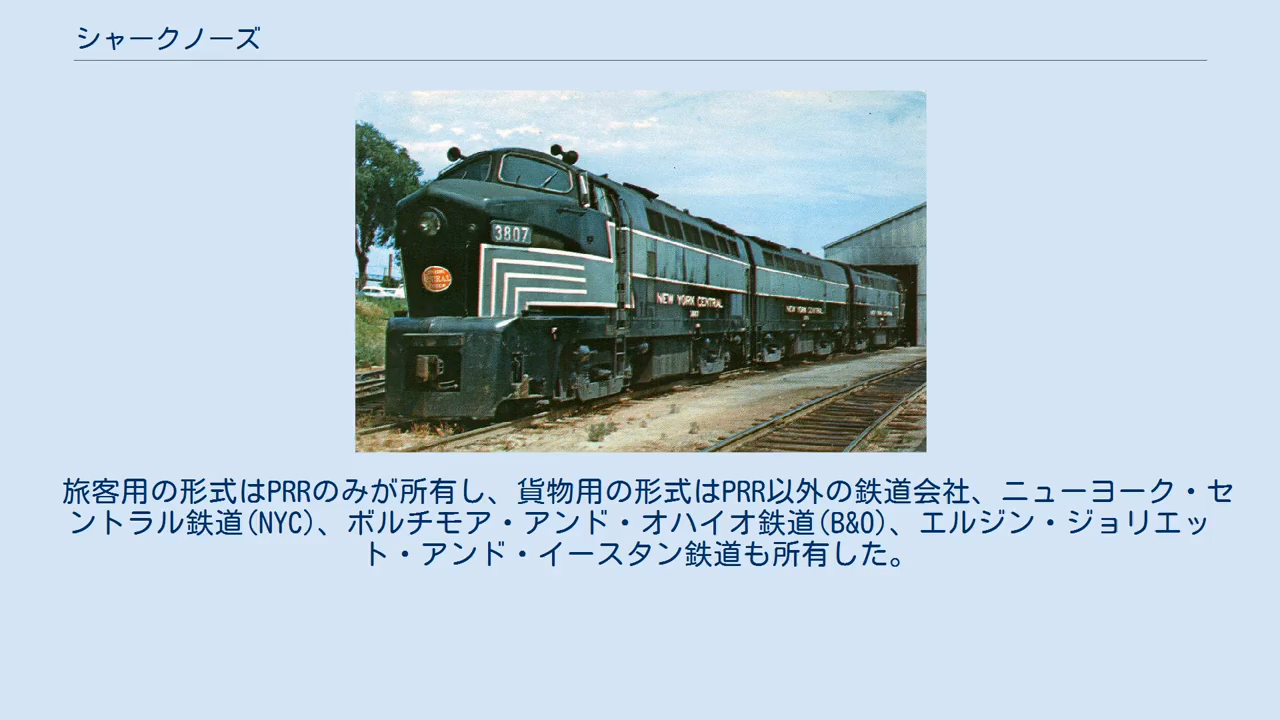 シャークノーズ
3807
NEW YORK CENTRAL
NEW YORK CENTRAL
旅客用の形式はPRRのみが所有し、貨物用の形式はPRR以外の鉄道会社、ニューヨーク・セ
ントラル鉄道(NYC)、ボルチモア・アンド・オハイオ鉄道(B&O)、エルジン・ジョリエッ
ト・アンド・イースタン鉄道も所有した。